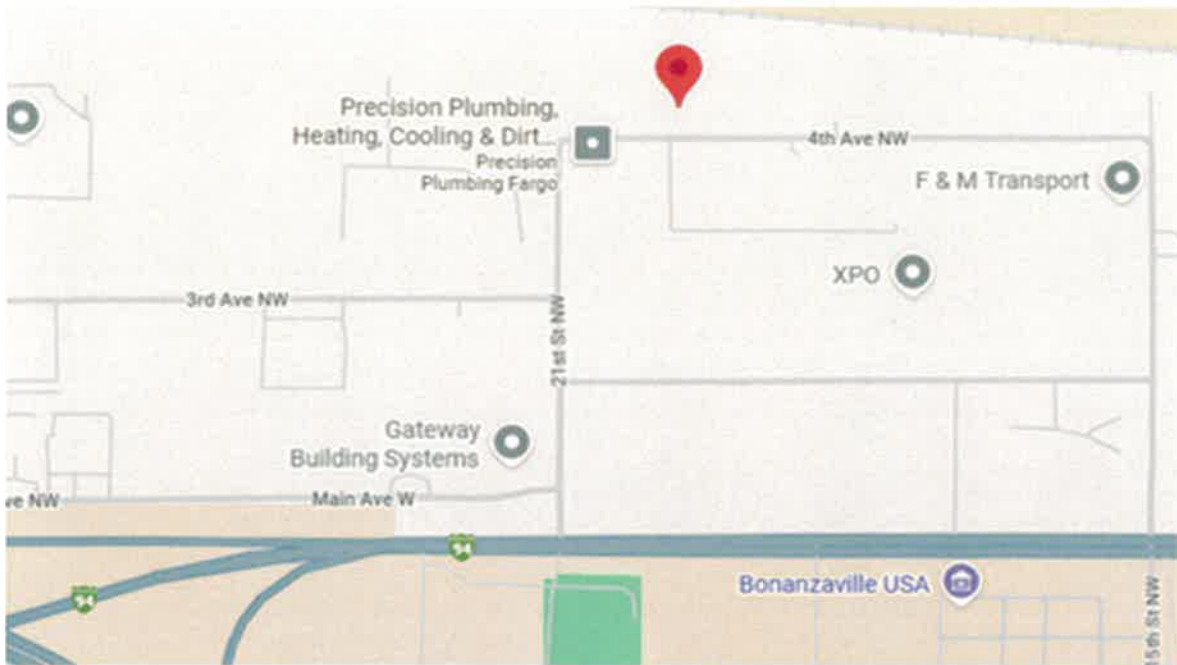 Precision Plumbing,
Heating, Cooling & Dirt...
Precision
Plumbing Fargo
4th Ave NW
F & M Transport
XPO
3rd Ave NW
21st St NW
Gateway
Building Systems
ve NW
Main Ave W
94
94
Bonanzaville USA
5th St NW